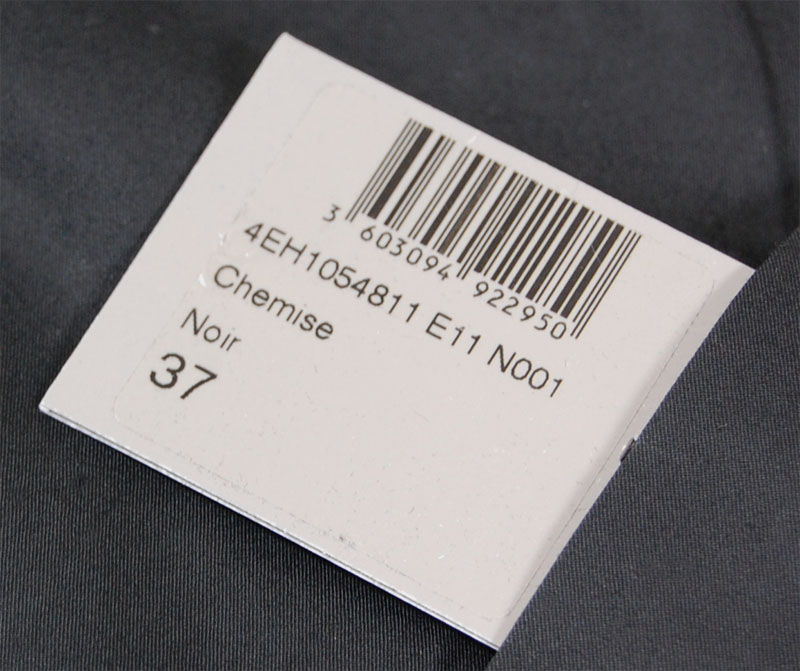 3 603094 922950
4EH1054811 E11 N001
Chemise
Noir
37